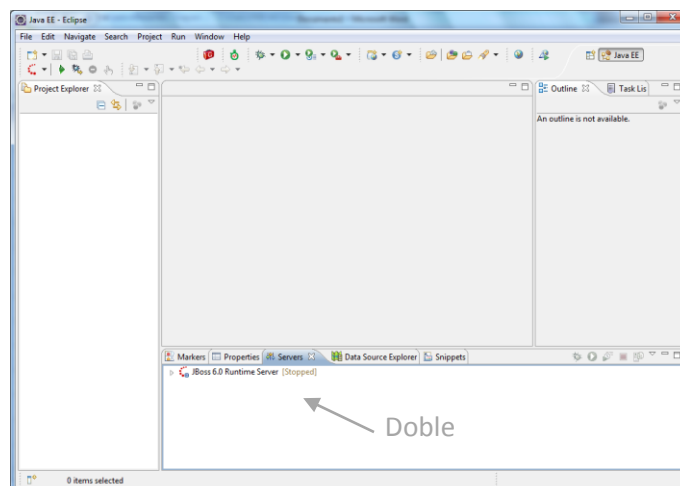 Java EE - Eclipse
File Edit Navigate Search Project Run Window Help
Java EE
Project Explorer
Outline Task Lis
An outline is not available.
Markers Properties Servers Data Source Explorer Snippets
JBoss 6.0 Runtime Server [Stopped]
Doble
0 items selected